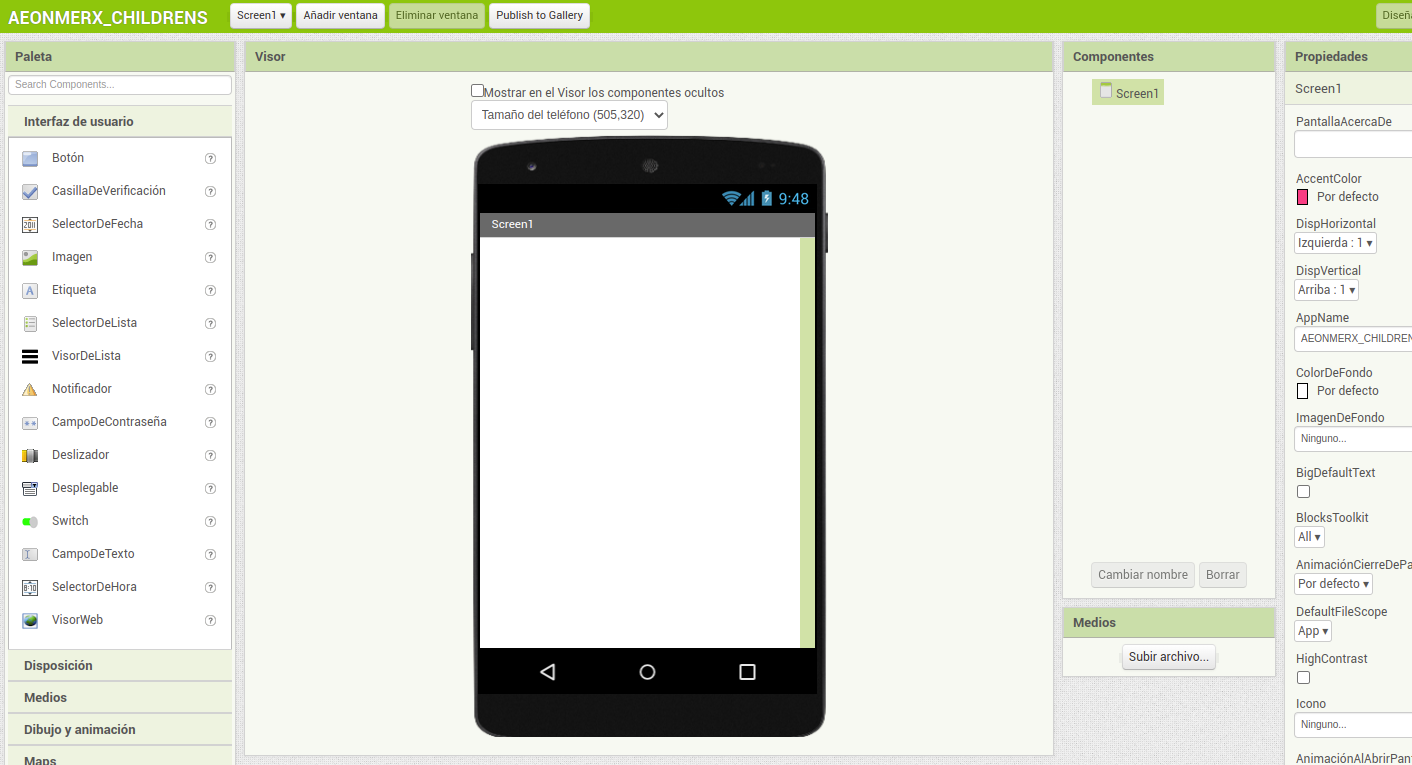 AEONMERX_CHILDRENS
Screen1 ▾
Añadir ventana
Eliminar ventana
Publish to Gallery
Paleta
Search Components...
Interfaz de usuario
Botón ?
CasillaDeVerificación ?
SelectorDeFecha ?
Imagen ?
Etiqueta ?
SelectorDeLista ?
VisorDeLista ?
Notificador ?
CampoDeContraseña ?
Deslizador ?
Desplegable ?
Switch ?
CampoDeTexto ?
SelectorDeHora ?
VisorWeb ?
Disposición
Medios
Dibujo y animación
Maps
Visor
Mostrar en el Visor los componentes ocultos
Tamaño del teléfono (505,320)
9:48
Screen1
Componentes
Screen1
Cambiar nombre
Borrar
Medios
Subir archivo...
Propiedades
Screen1
PantallaAcercaDe
AccentColor
Por defecto
DispHorizontal
Izquierda : 1 ▾
DispVertical
Arriba : 1 ▾
AppName
AEONMERX_CHILDREN
ColorDeFondo
Por defecto
ImagenDeFondo
Ninguno...
BigDefaultText
BlocksToolkit
All ▾
AnimaciónCierreDePa
Por defecto ▾
DefaultFileScope
App ▾
HighContrast
Icono
Ninguno...
AnimaciónAlAbrirPant